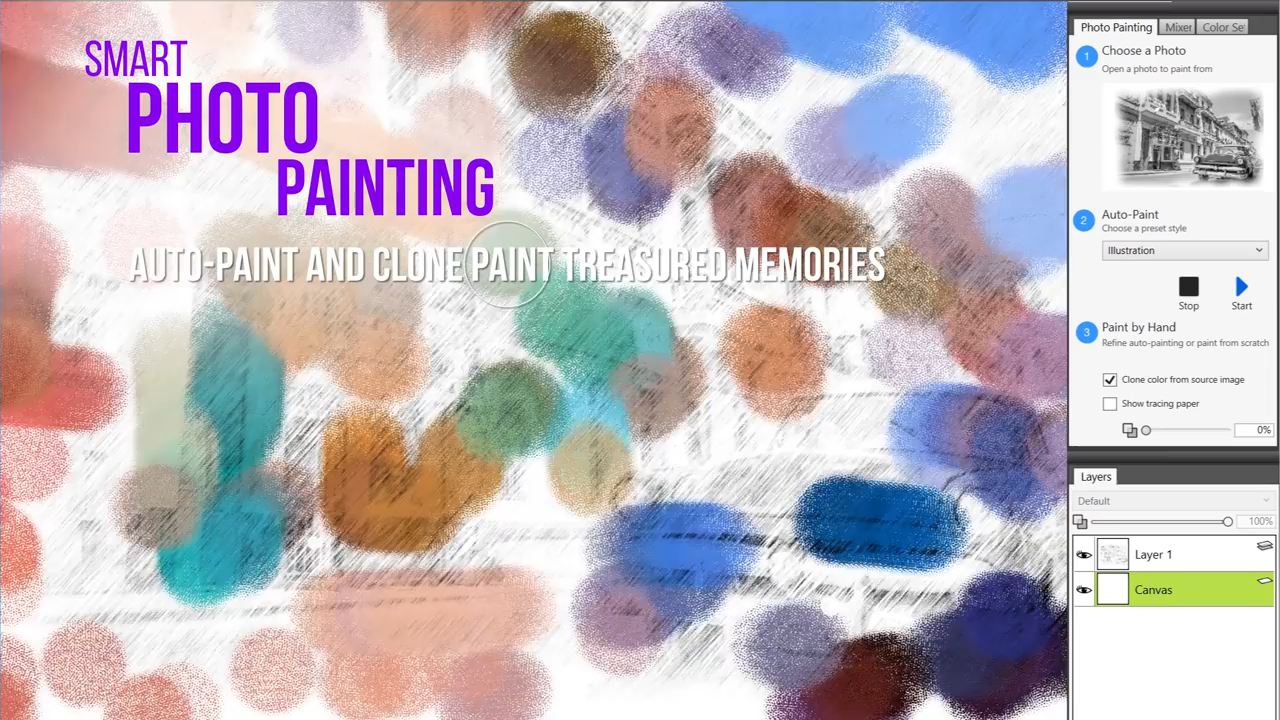 SMART
PHOTO
PAINTING
AUTO-PAINT AND CLONE PAINT TREASURED MEMORIES
Photo Painting Mixer Color Se
1 Choose a Photo
Open a photo to paint from
2 Auto-Paint
Choose a preset style
Illustration
Stop Start
3 Paint by Hand
Refine auto-painting or paint from scratch
Clone color from source image
Show tracing paper
0%
Layers
Default
100%
Layer 1
Canvas